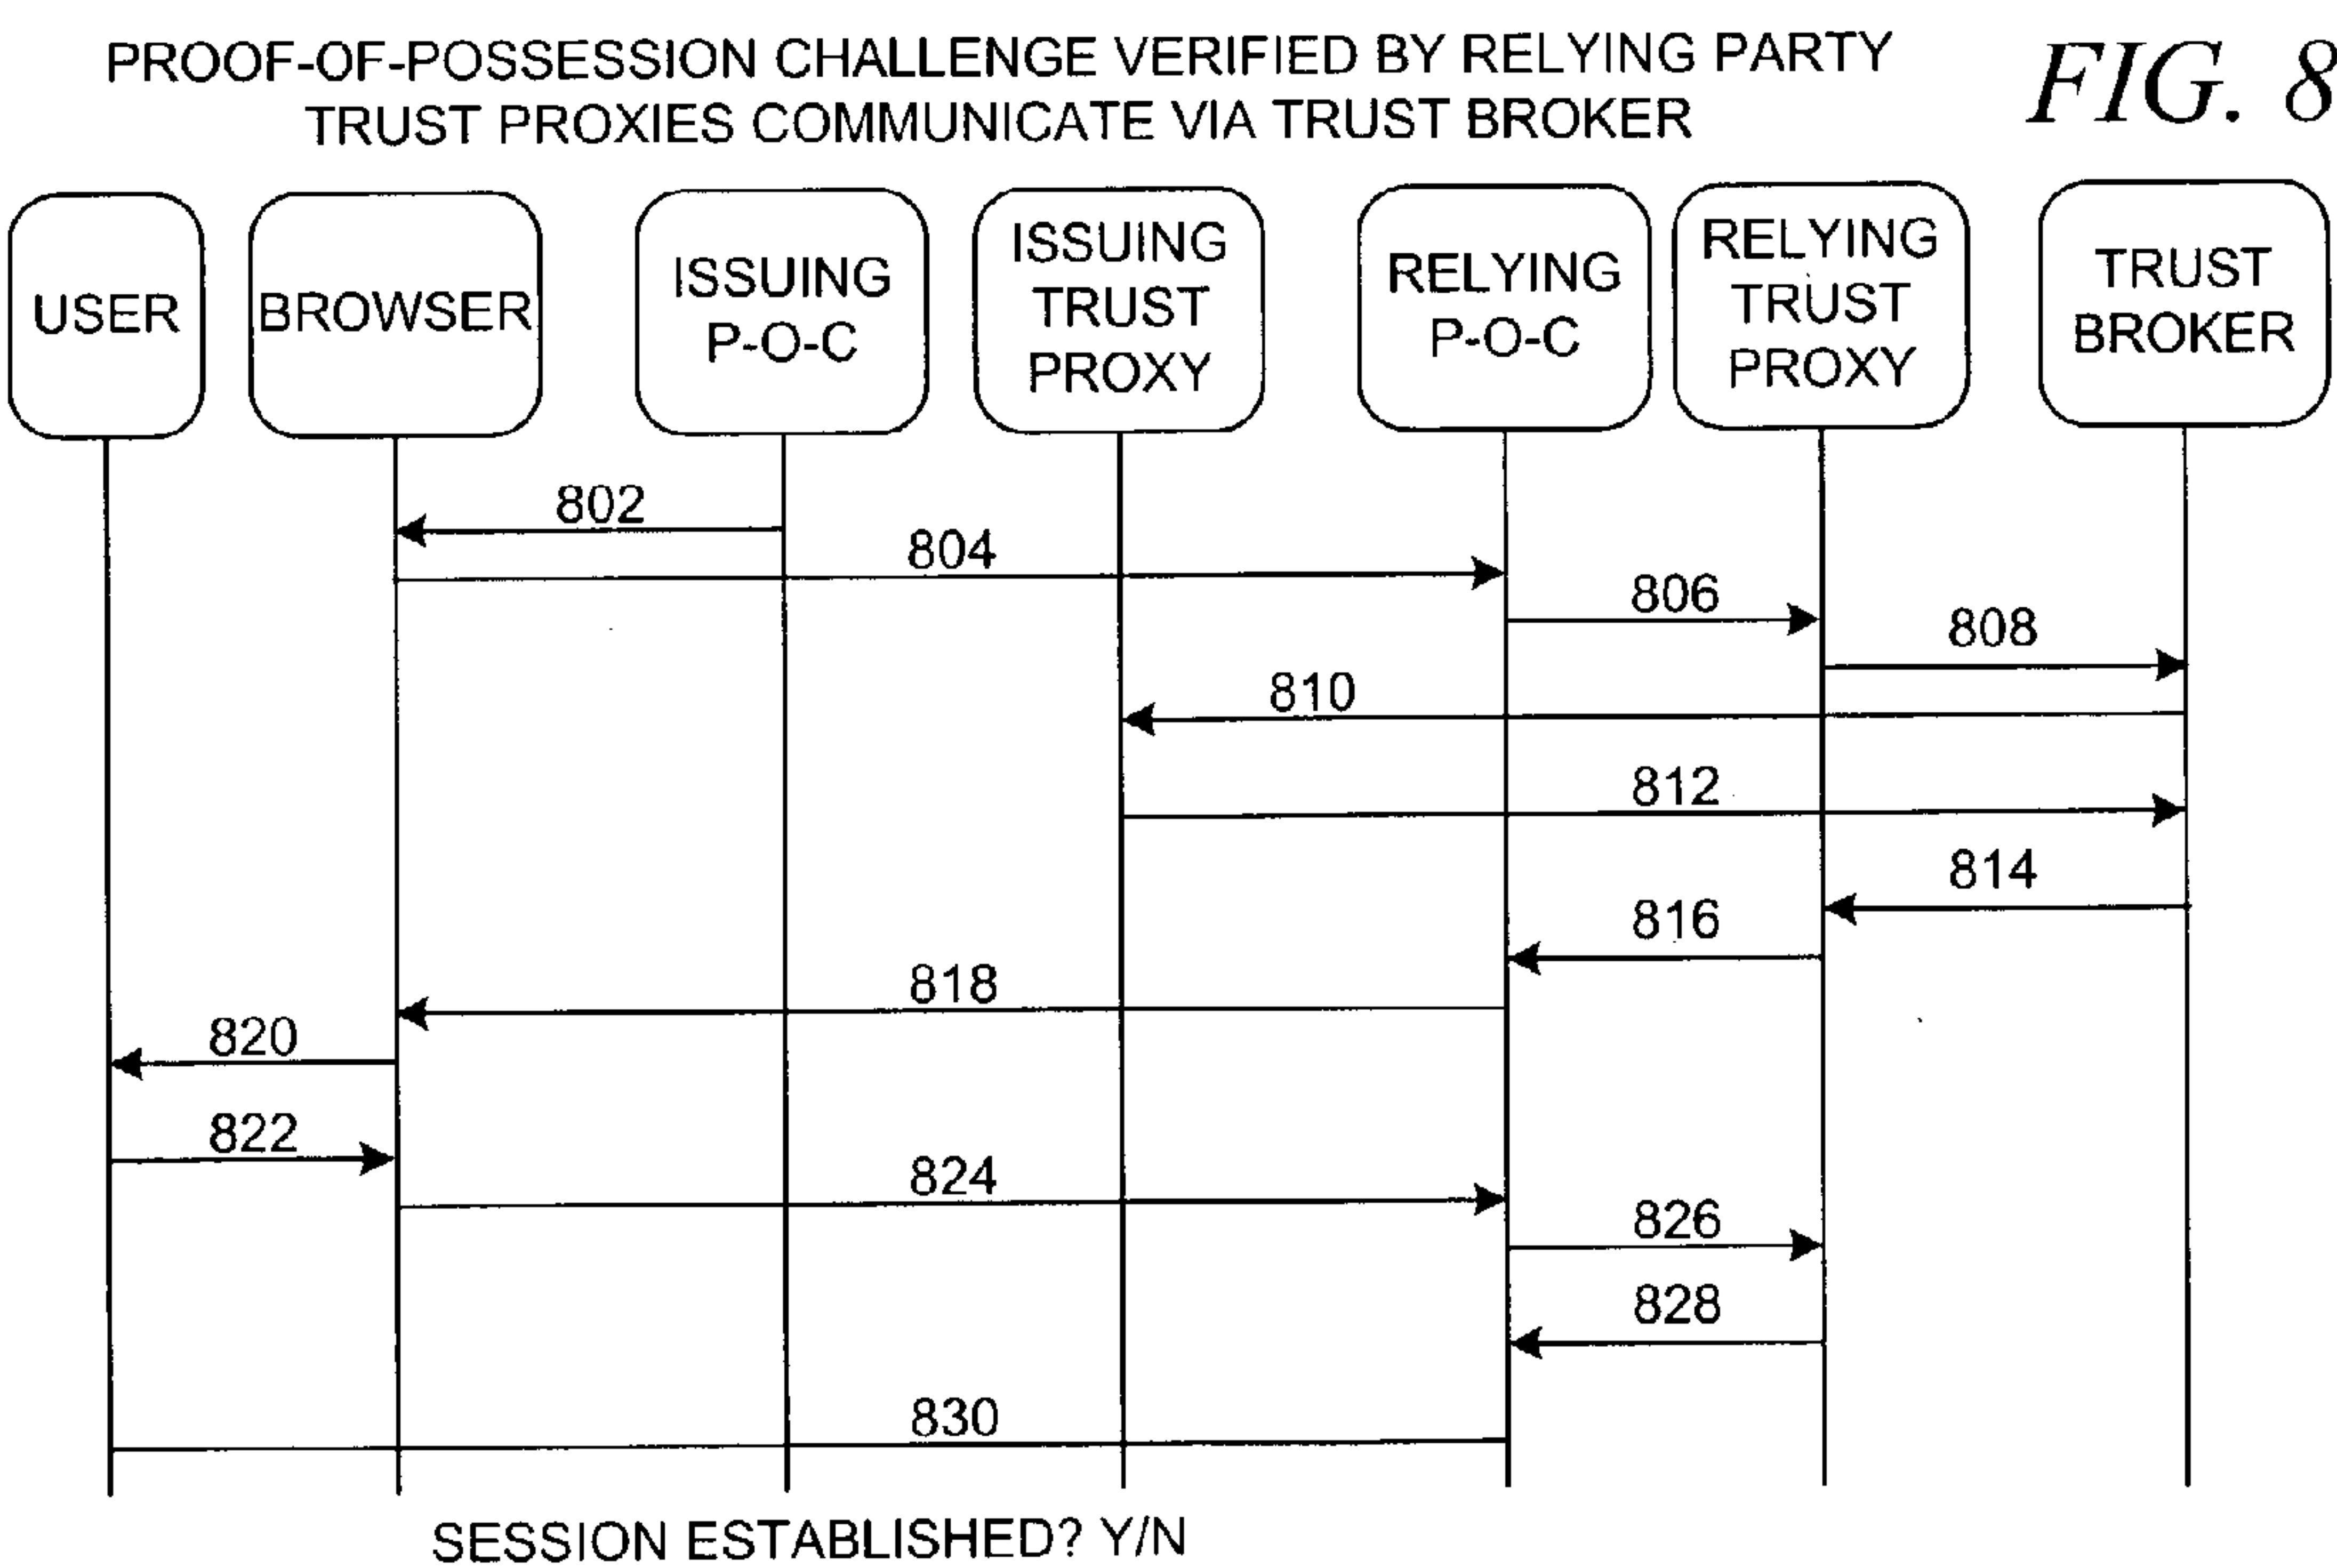 PROOF-OF-POSSESSION CHALLENGE VERIFIED BY RELYING PARTY
TRUST PROXIES COMMUNICATE VIA TRUST BROKER
FIG. 8
USER
BROWSER
ISSUING
P-O-C
ISSUING
TRUST
PROXY
RELYING
P-O-C
RELYING
TRUST
PROXY
TRUST
BROKER
802
804
806
808
810
812
814
816
818
820
822
824
826
828
830
SESSION ESTABLISHED? Y/N